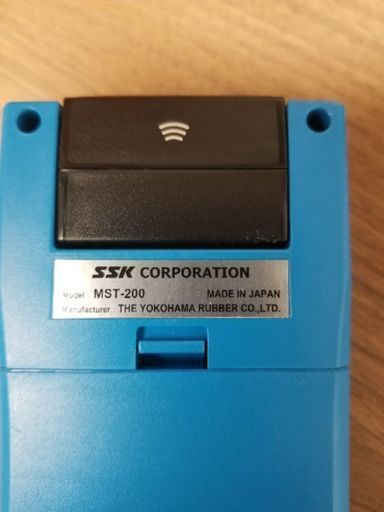 SSK CORPORATION
Model : MST-200 MADE IN JAPAN
Manufacturer : THE YOKOHAMA RUBBER CO.,LTD.